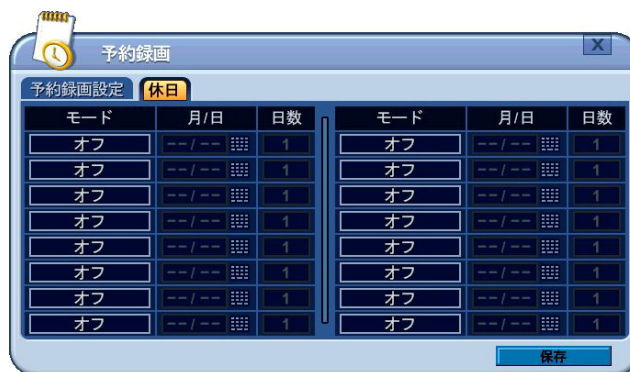 予約録画
X
予約録画設定 休日
モード 月/日 日数 モード 月/日 日数
オフ --/-- 1 オフ --/-- 1
オフ --/-- 1 オフ --/-- 1
オフ --/-- 1 オフ --/-- 1
オフ --/-- 1 オフ --/-- 1
オフ --/-- 1 オフ --/-- 1
オフ --/-- 1 オフ --/-- 1
オフ --/-- 1 オフ --/-- 1
オフ --/-- 1 オフ --/-- 1
保存